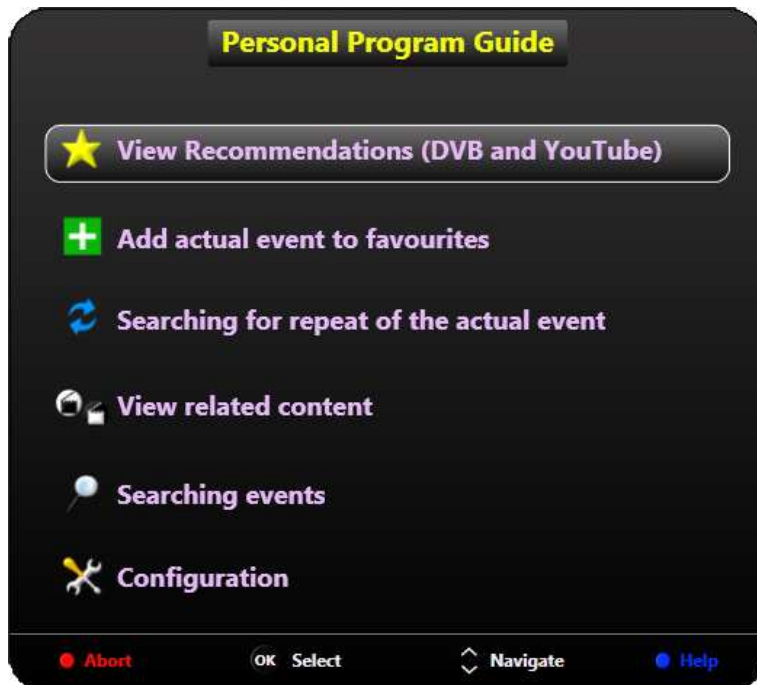 Personal Program Guide
View Recommendations (DVB and YouTube)
Add actual event to favourites
Searching for repeat of the actual event
View related content
Searching events
Configuration
Abort OK Select Navigate Help